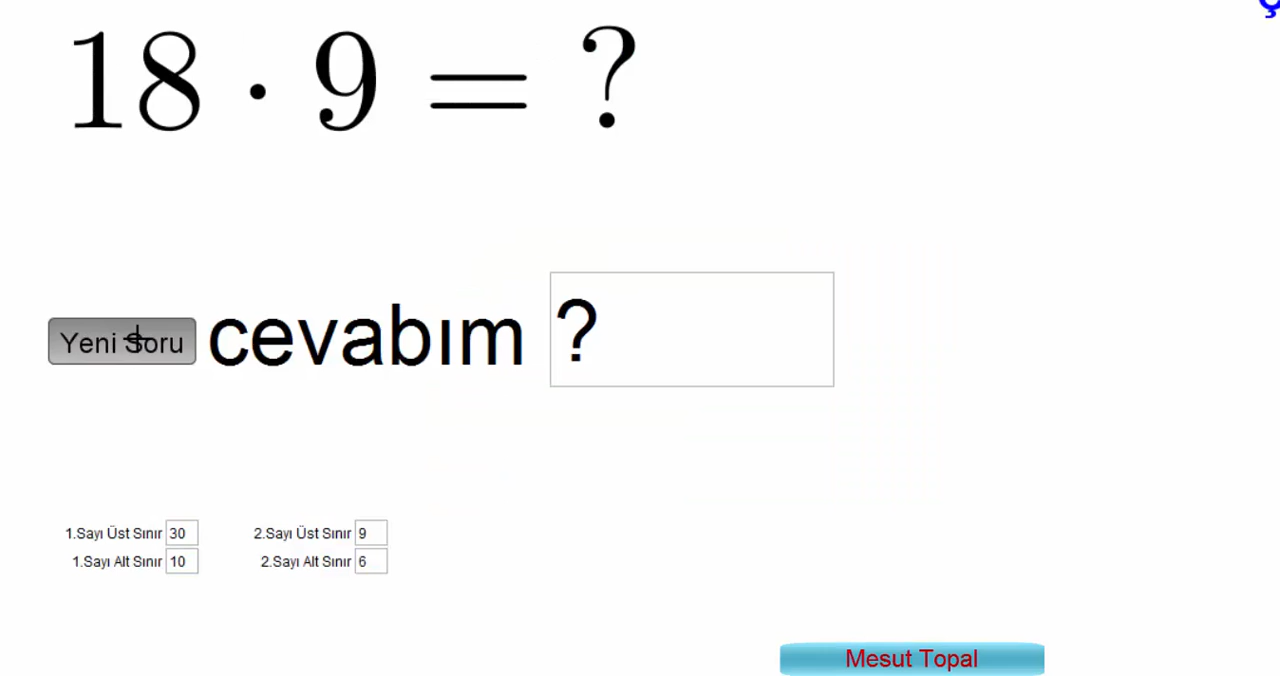 18 · 9 = ?
Yeni Soru cevabım ?
1.Sayı Üst Sınır 30 2.Sayı Üst Sınır 9
1.Sayı Alt Sınır 10 2.Sayı Alt Sınır 6
Mesut Topal